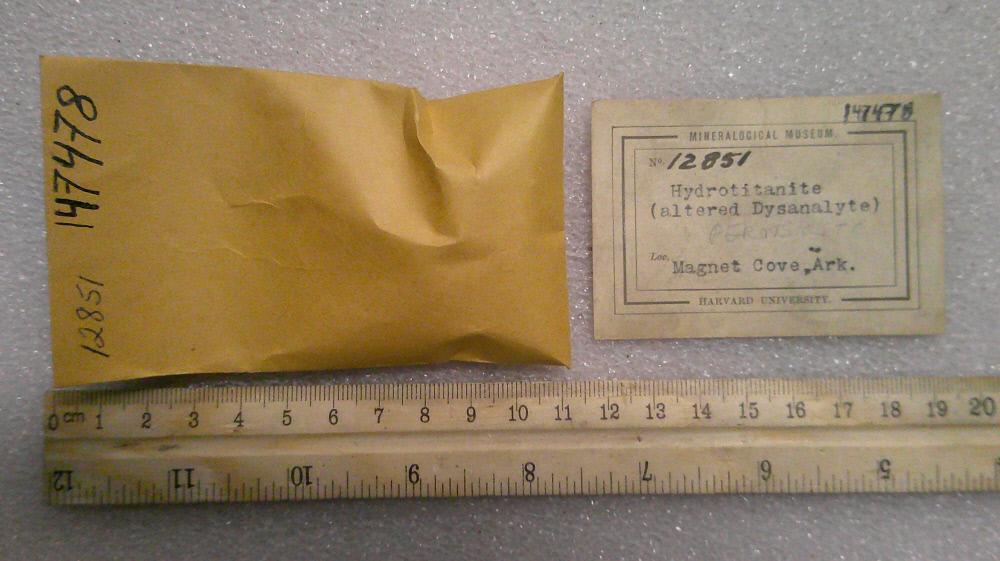 147478
12851
147478
MINERALOGICAL MUSEUM.
No. 12851
Hydrotitanite
(altered Dysanalyte)
Loc. Magnet Cove, Ark.
HARVARD UNIVERSITY.
0 cm 1 2 3 4 5 6 7 8 9 10 11 12 13 14 15 16 17 18 19 20
12 11 10 9 8 7 6 5